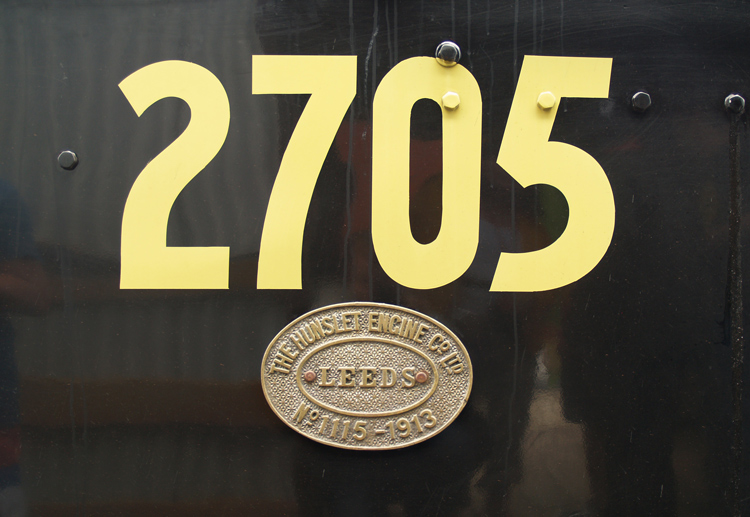 2705
THE HUNSLET ENGINE Co LTD
LEEDS
No 1115-1913